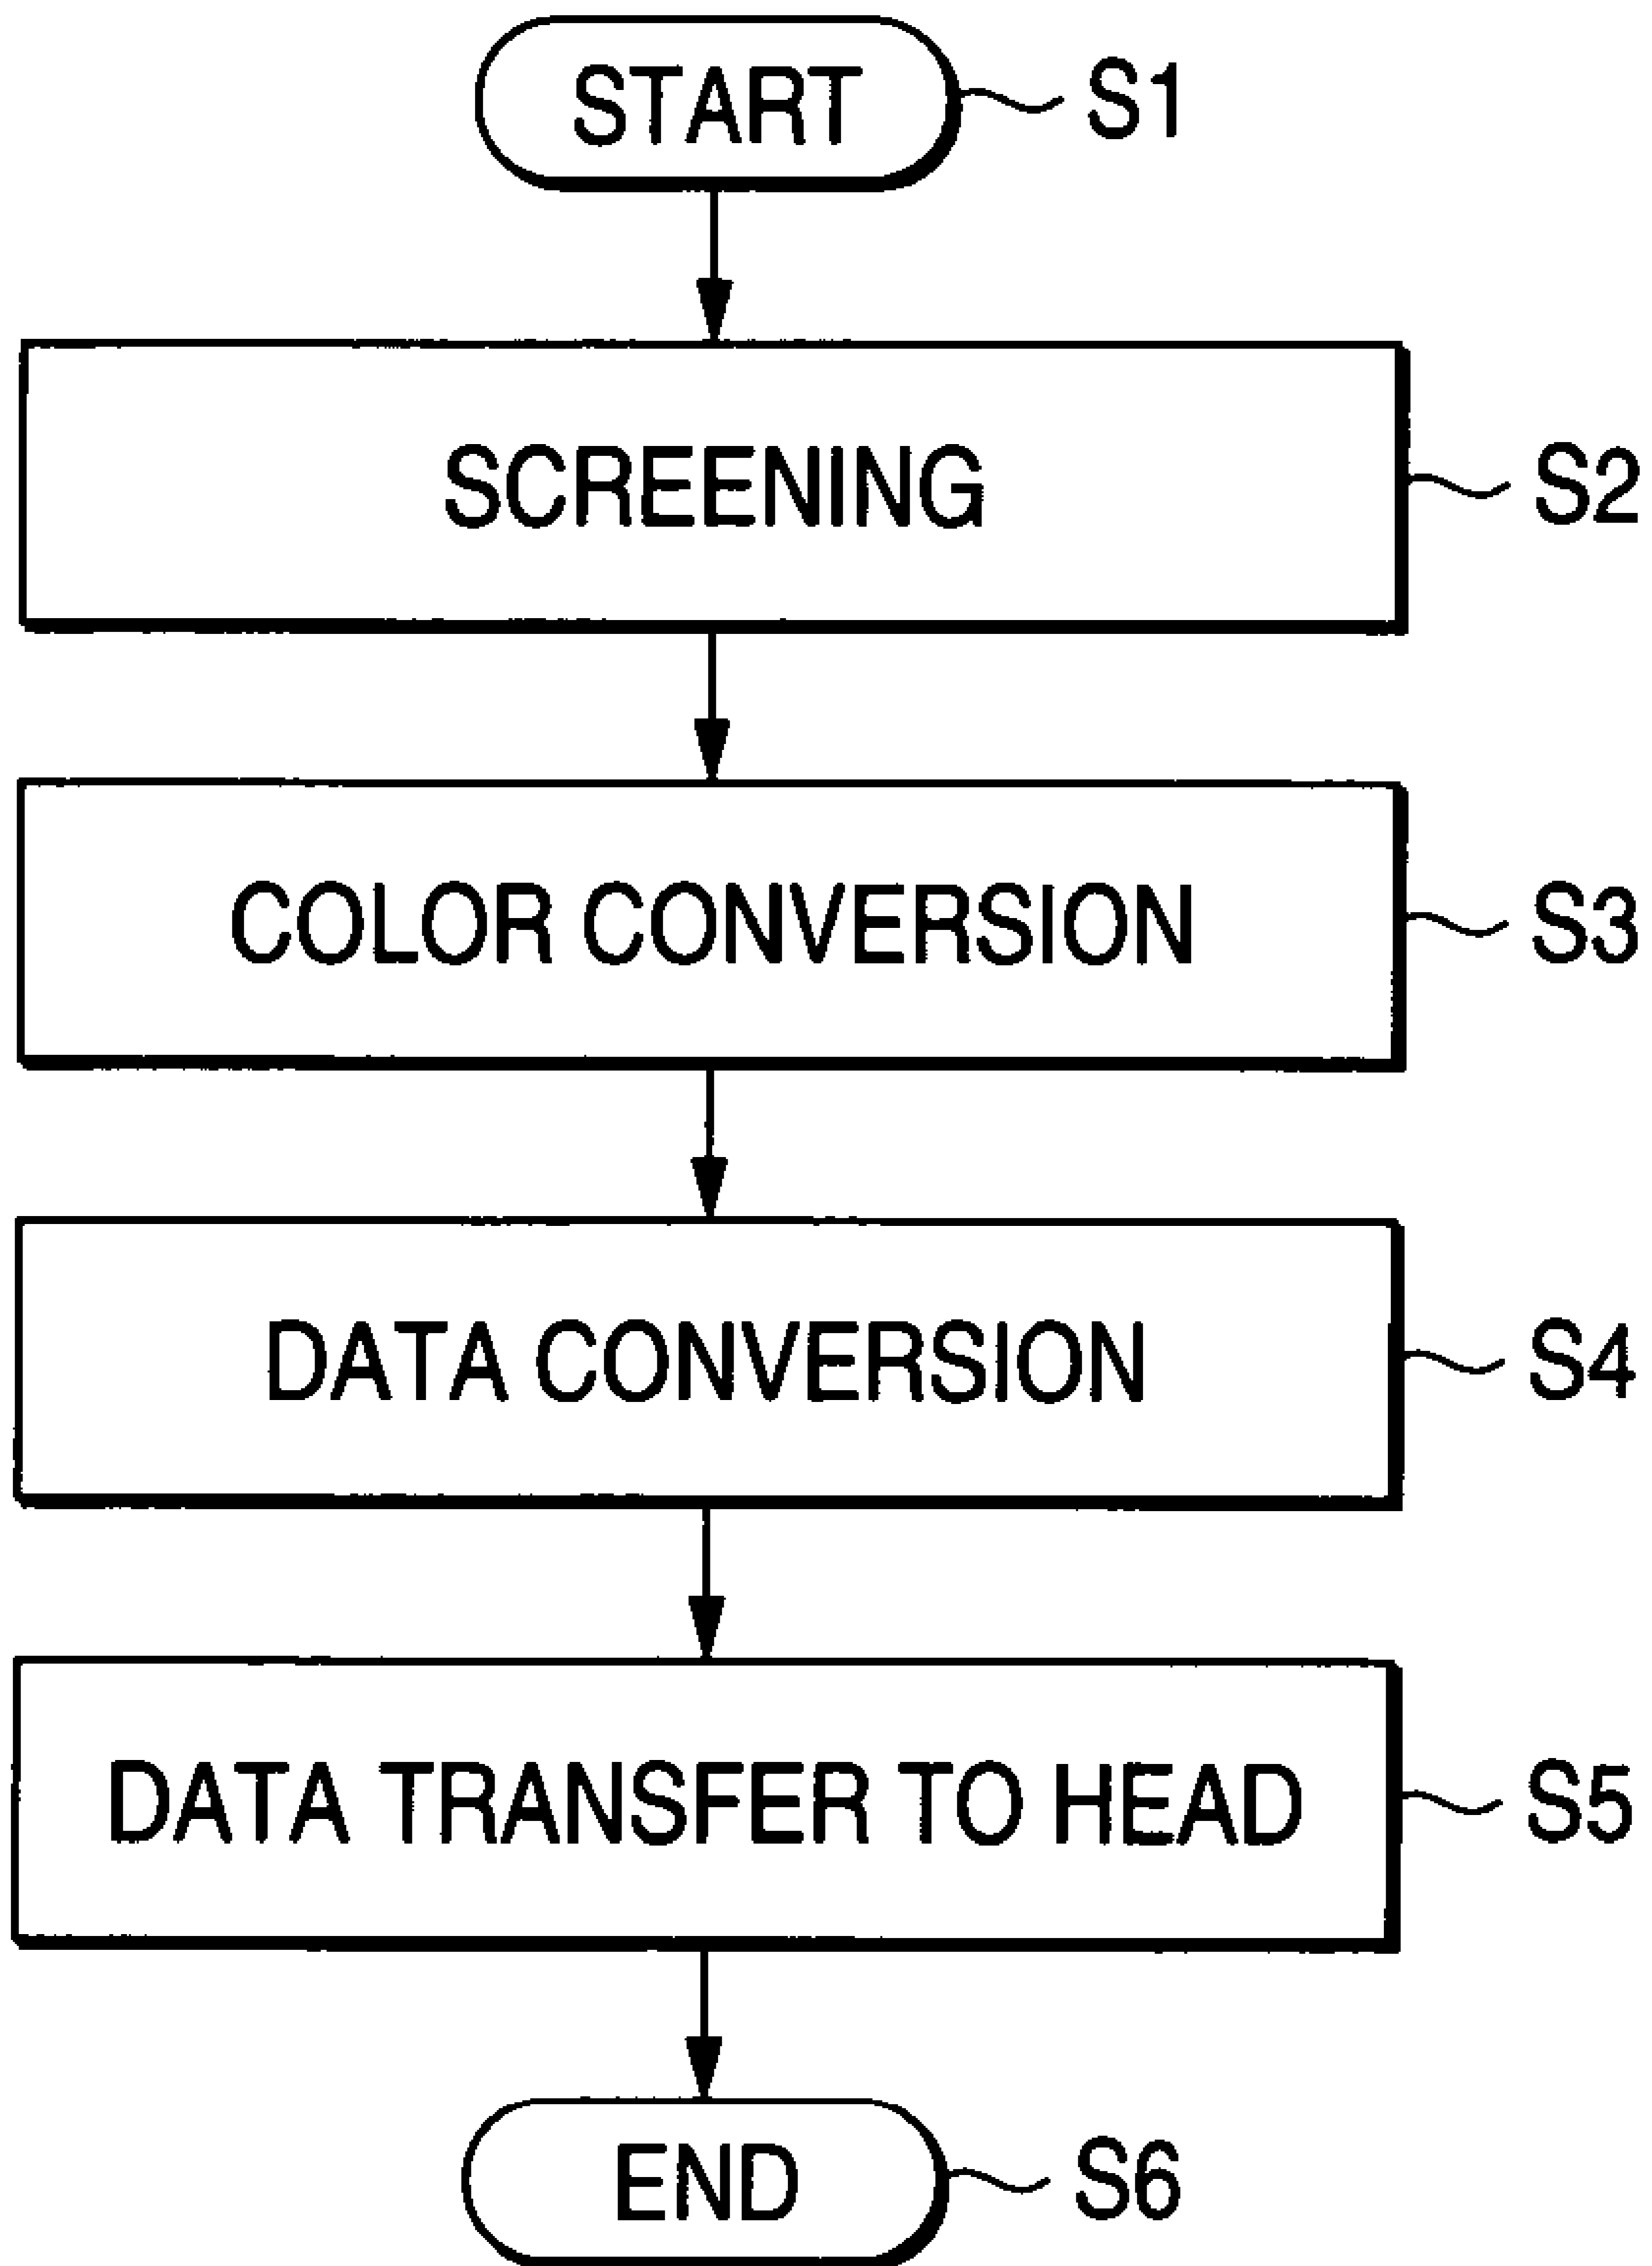 START S1
SCREENING S2
COLOR CONVERSION S3
DATA CONVERSION S4
DATA TRANSFER TO HEAD S5
END S6